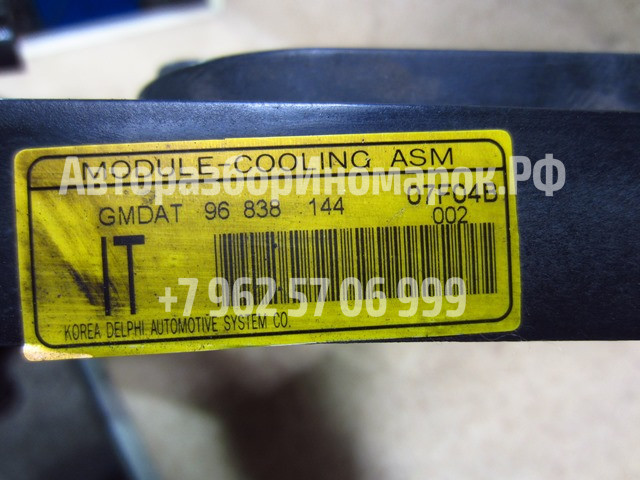 MODULE-COOLING ASM
АвторазборИномарок.РФ
GMDAT 96 838 144 07F04B
002
IT
+7 962 57 06 999
KOREA DELPHI AUTOMOTIVE SYSTEM CO.